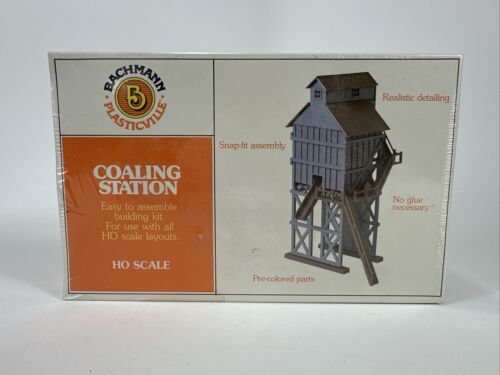 BACHMANN
B
PLASTICVILLE
COALING
STATION
Easy to assemble
building kit.
For use with all
HO scale layouts.
HO SCALE
Realistic detailing
Snap-fit assembly
No glue
necessary
Pre-colored parts